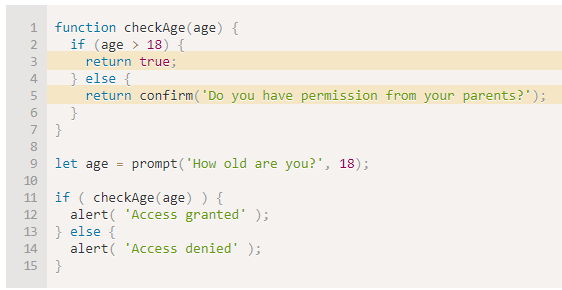 1 function checkAge(age) {
2   if (age > 18) {
3     return true;
4   } else {
5     return confirm('Do you have permission from your parents?');
6   }
7 }
8
9 let age = prompt('How old are you?', 18);
10
11 if ( checkAge(age) ) {
12   alert( 'Access granted' );
13 } else {
14   alert( 'Access denied' );
15 }